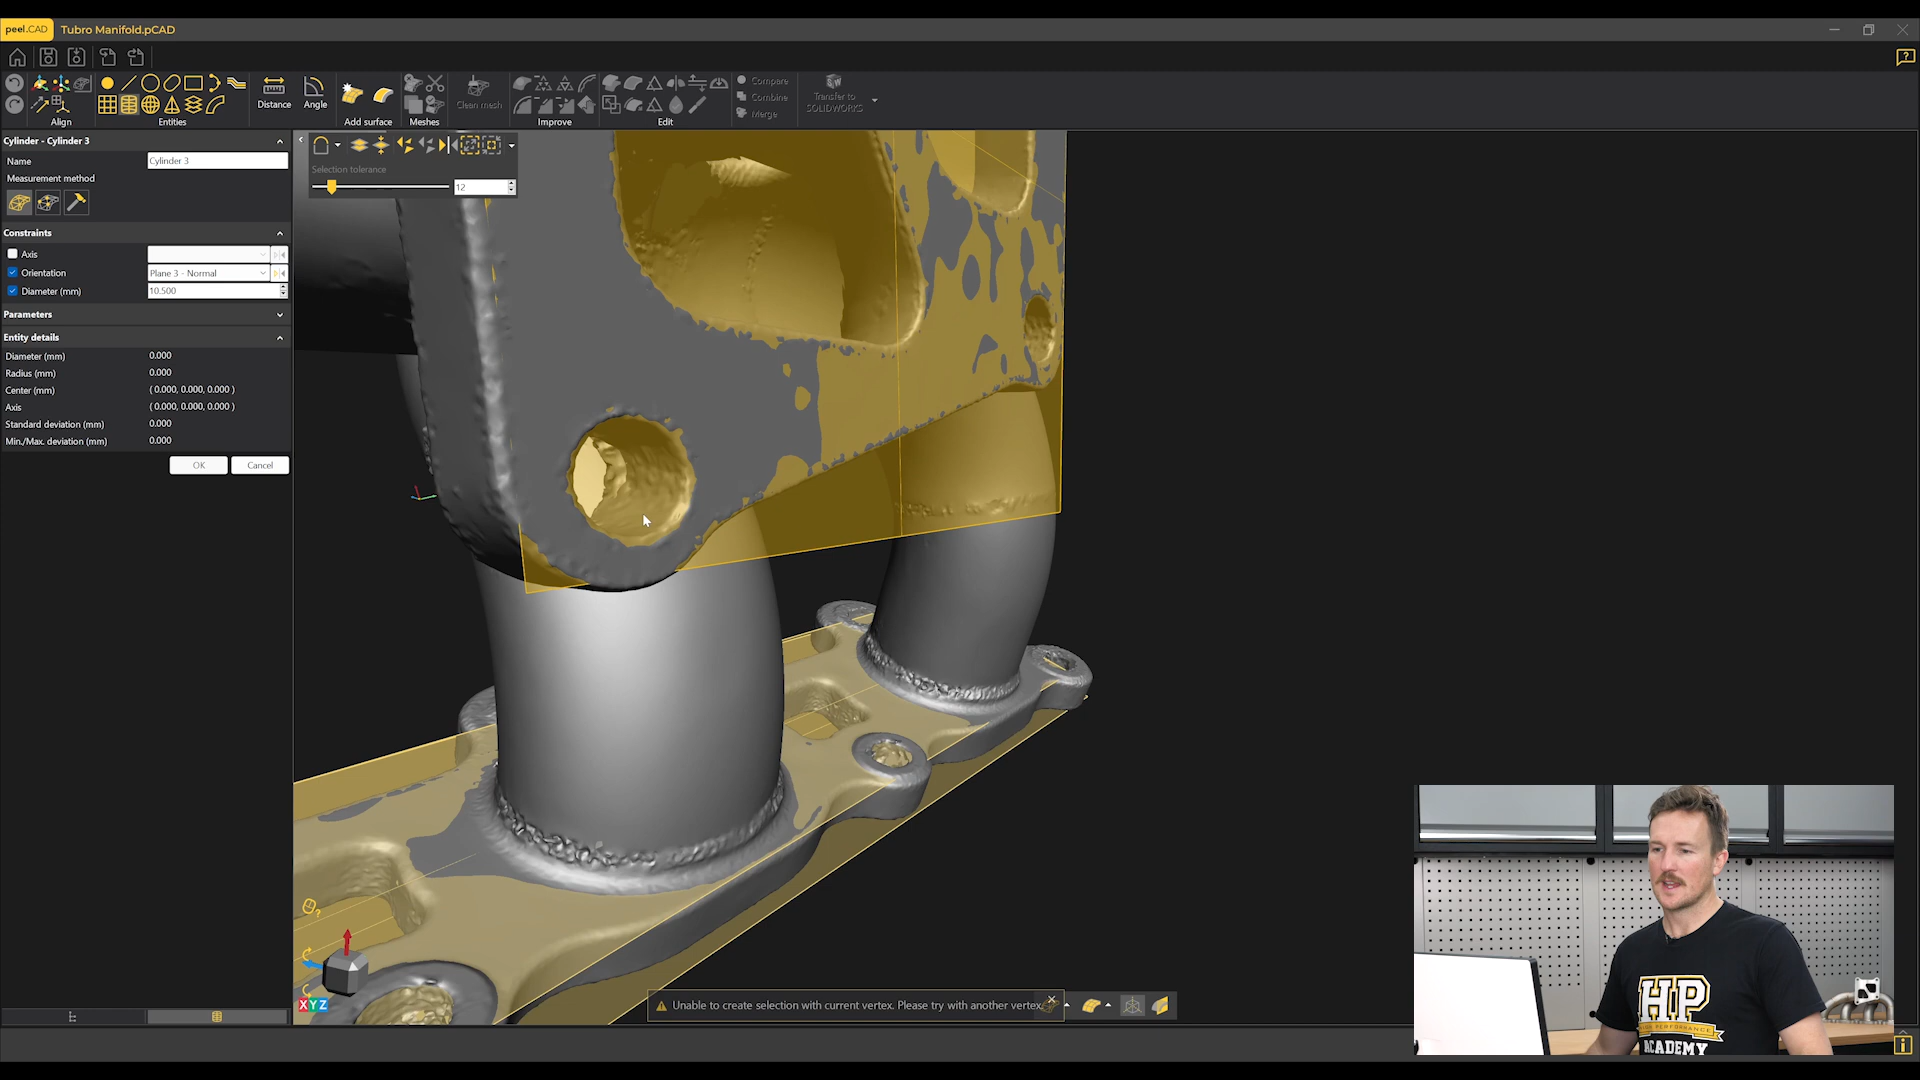 peel.CAD
Tubro Manifold.pCAD
Align
Entities
Distance
Angle
Add surface
Meshes
Clean mesh
Improve
Edit
Compare
Combine
Merge
Transfer to
SOLIDWORKS
Cylinder - Cylinder 3
Name
Cylinder 3
Measurement method
Constraints
Axis
Orientation
Plane 3 - Normal
Diameter (mm)
10.500
Parameters
Entity details
Diameter (mm)
0.000
Radius (mm)
0.000
Center (mm)
( 0.000, 0.000, 0.000 )
Axis
( 0.000, 0.000, 0.000 )
Standard deviation (mm)
0.000
Min./Max. deviation (mm)
0.000
OK
Cancel
Selection tolerance
12
XYZ
Unable to create selection with current vertex. Please try with another vertex.
HP
ACADEMY